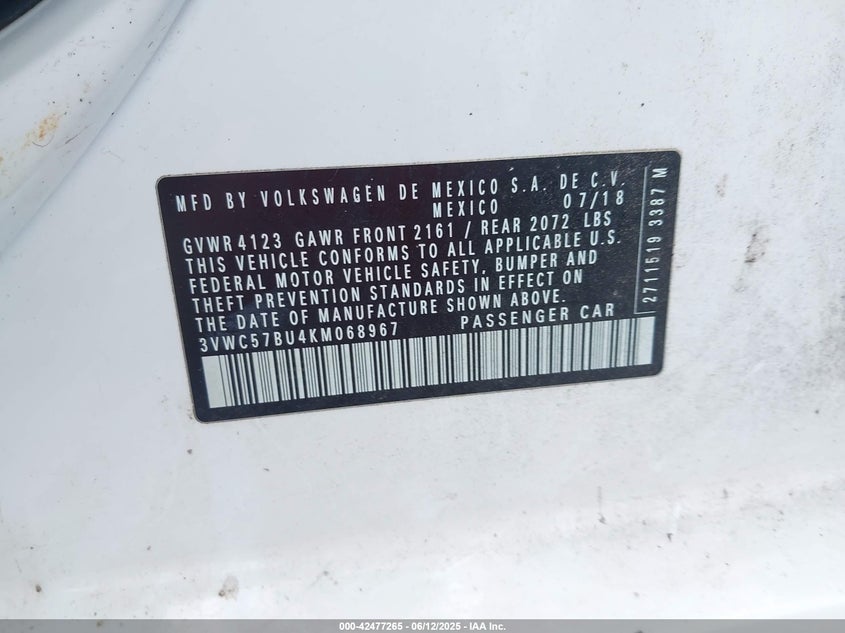 MFD BY VOLKSWAGEN DE MEXICO S.A. DE C.V.
MEXICO 07/18
GVWR 4123 GAWR FRONT 2161 / REAR 2072 LBS
THIS VEHICLE CONFORMS TO ALL APPLICABLE U.S.
FEDERAL MOTOR VEHICLE SAFETY, BUMPER AND
THEFT PREVENTION STANDARDS IN EFFECT ON
THE DATE OF MANUFACTURE SHOWN ABOVE.
3VWC57BU4KM068967 PASSENGER CAR
2711519 3387 M
000-42477265 - 06/12/2025 - IAA Inc.